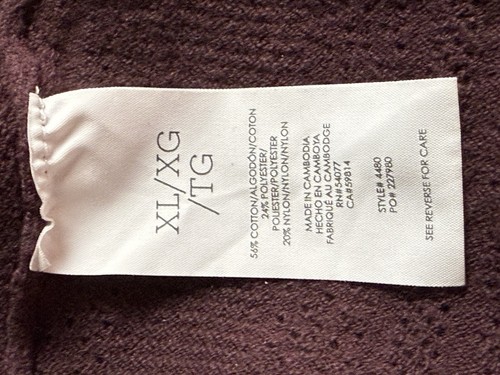 XL/XG
/TG
56% COTTON/ALGODÓN/COTON
24% POLYESTER/
POLIESTER/POLYESTER
20% NYLON/NYLON/NYLON
MADE IN CAMBODIA
HECHO EN CAMBOYA
FABRIQUÉ AU CAMBODGE
RN#54077
CA#59814
STYLE# 4480
PO# 227980
SEE REVERSE FOR CARE